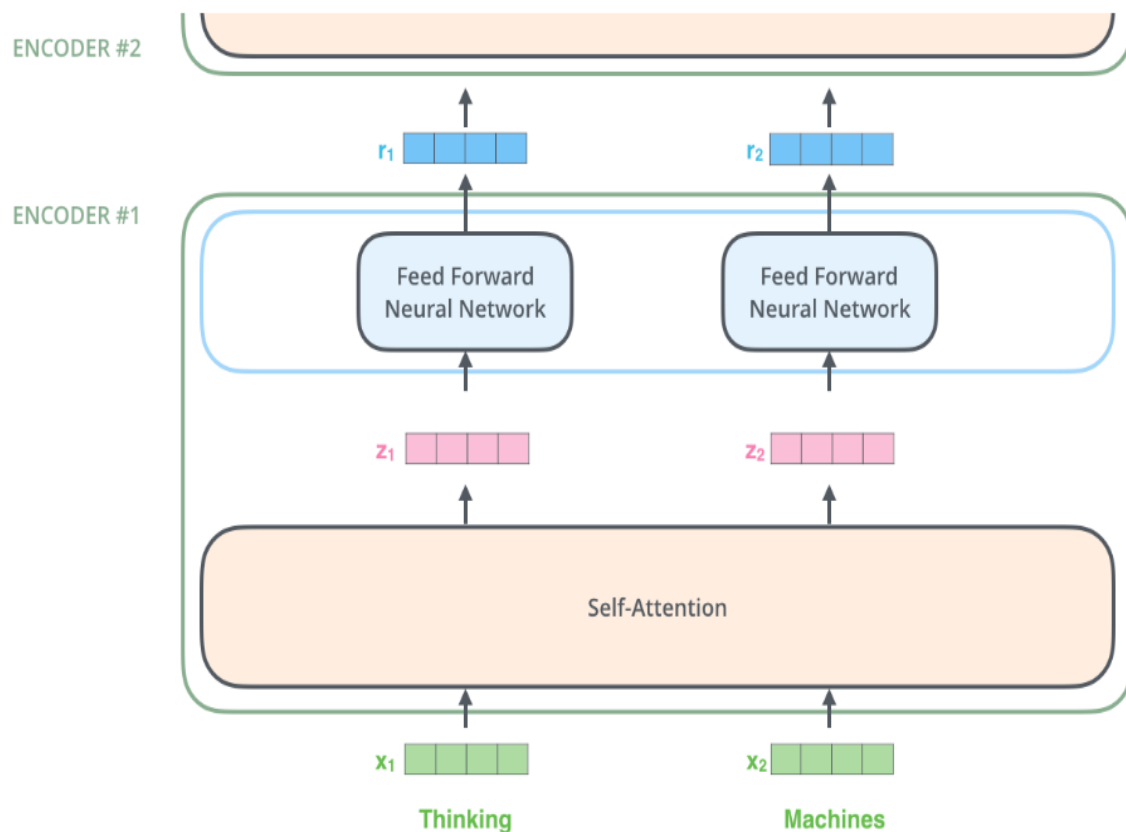 ENCODER #2
r₁
r₂
ENCODER #1
Feed Forward
Neural Network
Feed Forward
Neural Network
z₁
z₂
Self-Attention
x₁
x₂
Thinking
Machines